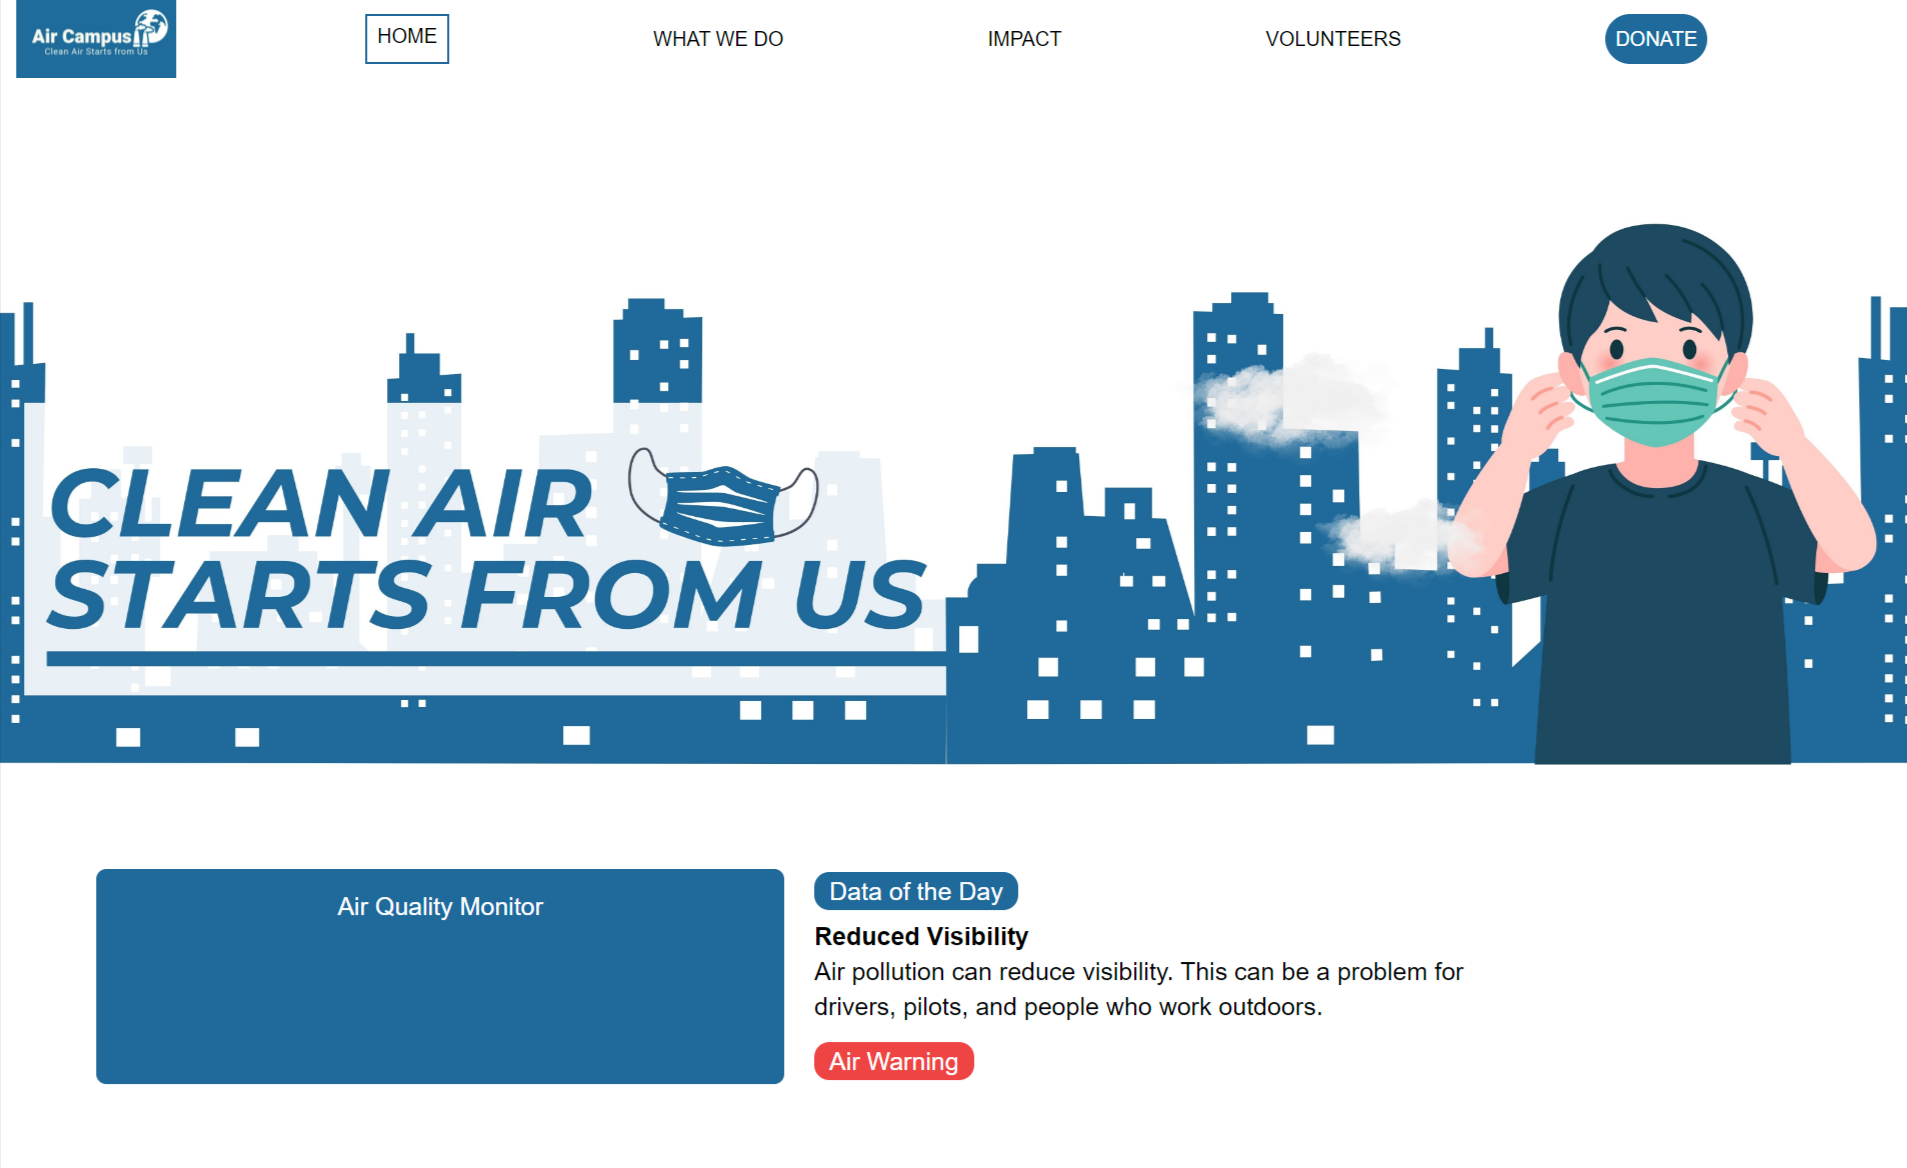 Air Campus
Clean Air Starts from Us
HOME
WHAT WE DO
IMPACT
VOLUNTEERS
DONATE
CLEAN AIR
STARTS FROM US
Air Quality Monitor
Data of the Day
Reduced Visibility
Air pollution can reduce visibility. This can be a problem for
drivers, pilots, and people who work outdoors.
Air Warning